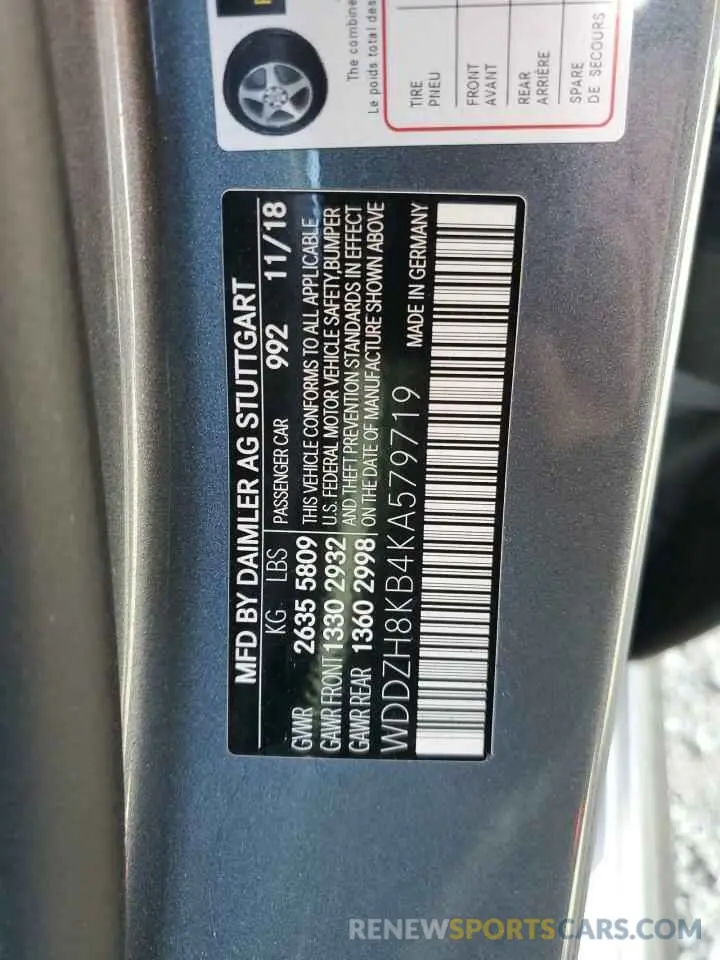 The combine
Le poids total des
TIRE
PNEU
FRONT
AVANT
REAR
ARRIÈRE
SPARE
DE SECOURS
MFD BY DAIMLER AG STUTTGART
KG LBS PASSENGER CAR 992 11/18
GVWR 2635 5809
GAWR FRONT 1330 2932
GAWR REAR 1360 2998
THIS VEHICLE CONFORMS TO ALL APPLICABLE
U.S. FEDERAL MOTOR VEHICLE SAFETY, BUMPER
AND THEFT PREVENTION STANDARDS IN EFFECT
ON THE DATE OF MANUFACTURE SHOWN ABOVE
WDDZH8KB4KA579719 MADE IN GERMANY
RENEWSPORTSCARS.COM